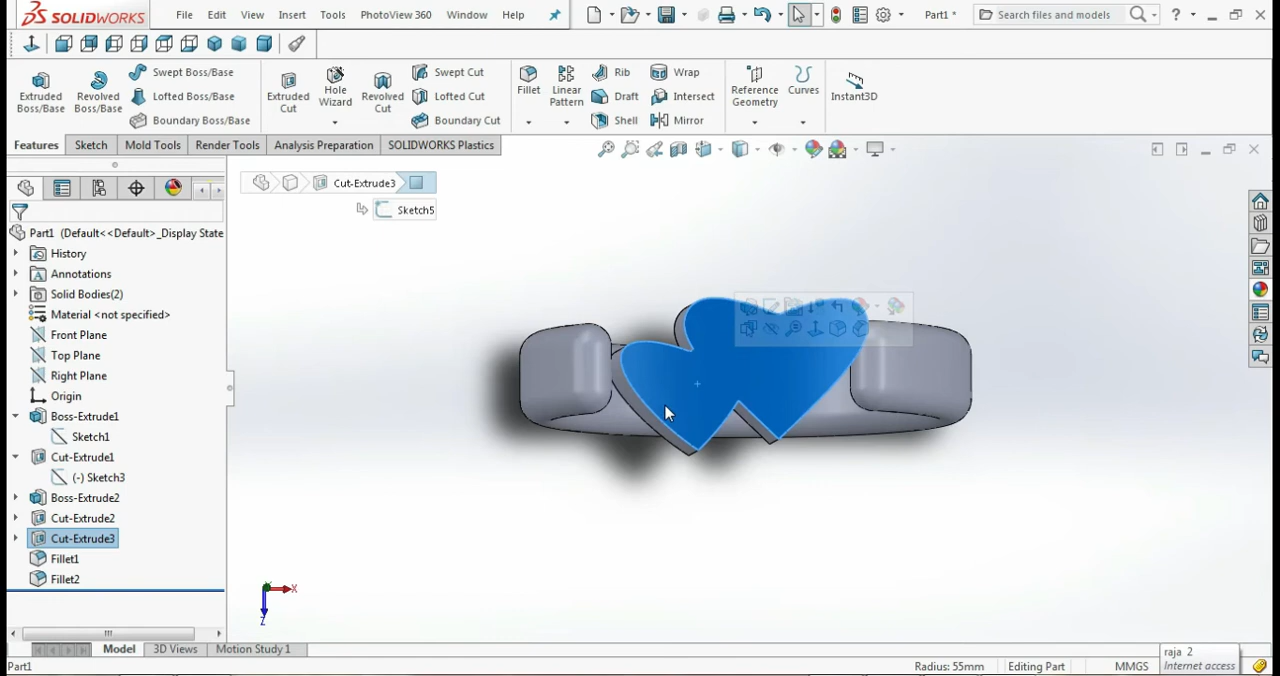 SOLIDWORKS File Edit View Insert Tools PhotoView 360 Window Help Part1 * Search files and models ?
Extruded Boss/Base Revolved Boss/Base Swept Boss/Base Lofted Boss/Base Boundary Boss/Base Extruded Cut Hole Wizard Revolved Cut Swept Cut Lofted Cut Boundary Cut Fillet Linear Pattern Rib Draft Shell Wrap Intersect Mirror Reference Geometry Curves Instant3D
Features Sketch Mold Tools Render Tools Analysis Preparation SOLIDWORKS Plastics
Cut-Extrude3
Sketch5
Part1 (Default<<Default>_Display State
History
Annotations
Solid Bodies(2)
Material <not specified>
Front Plane
Top Plane
Right Plane
Origin
Boss-Extrude1
Sketch1
Cut-Extrude1
(-) Sketch3
Boss-Extrude2
Cut-Extrude2
Cut-Extrude3
Fillet1
Fillet2
X
Z
Model 3D Views Motion Study 1
raja 2
Internet access
Part1 Radius: 55mm Editing Part MMGS